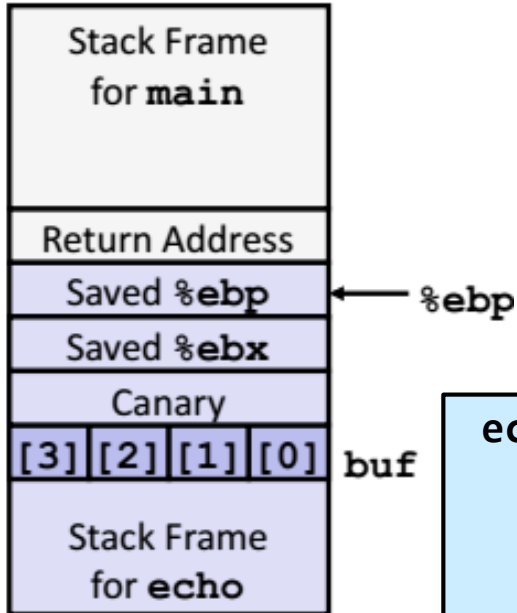 Stack Frame
for main
Return Address
Saved %ebp
%ebp
Saved %ebx
Canary
[3] [2] [1] [0]
buf
ec
Stack Frame
for echo